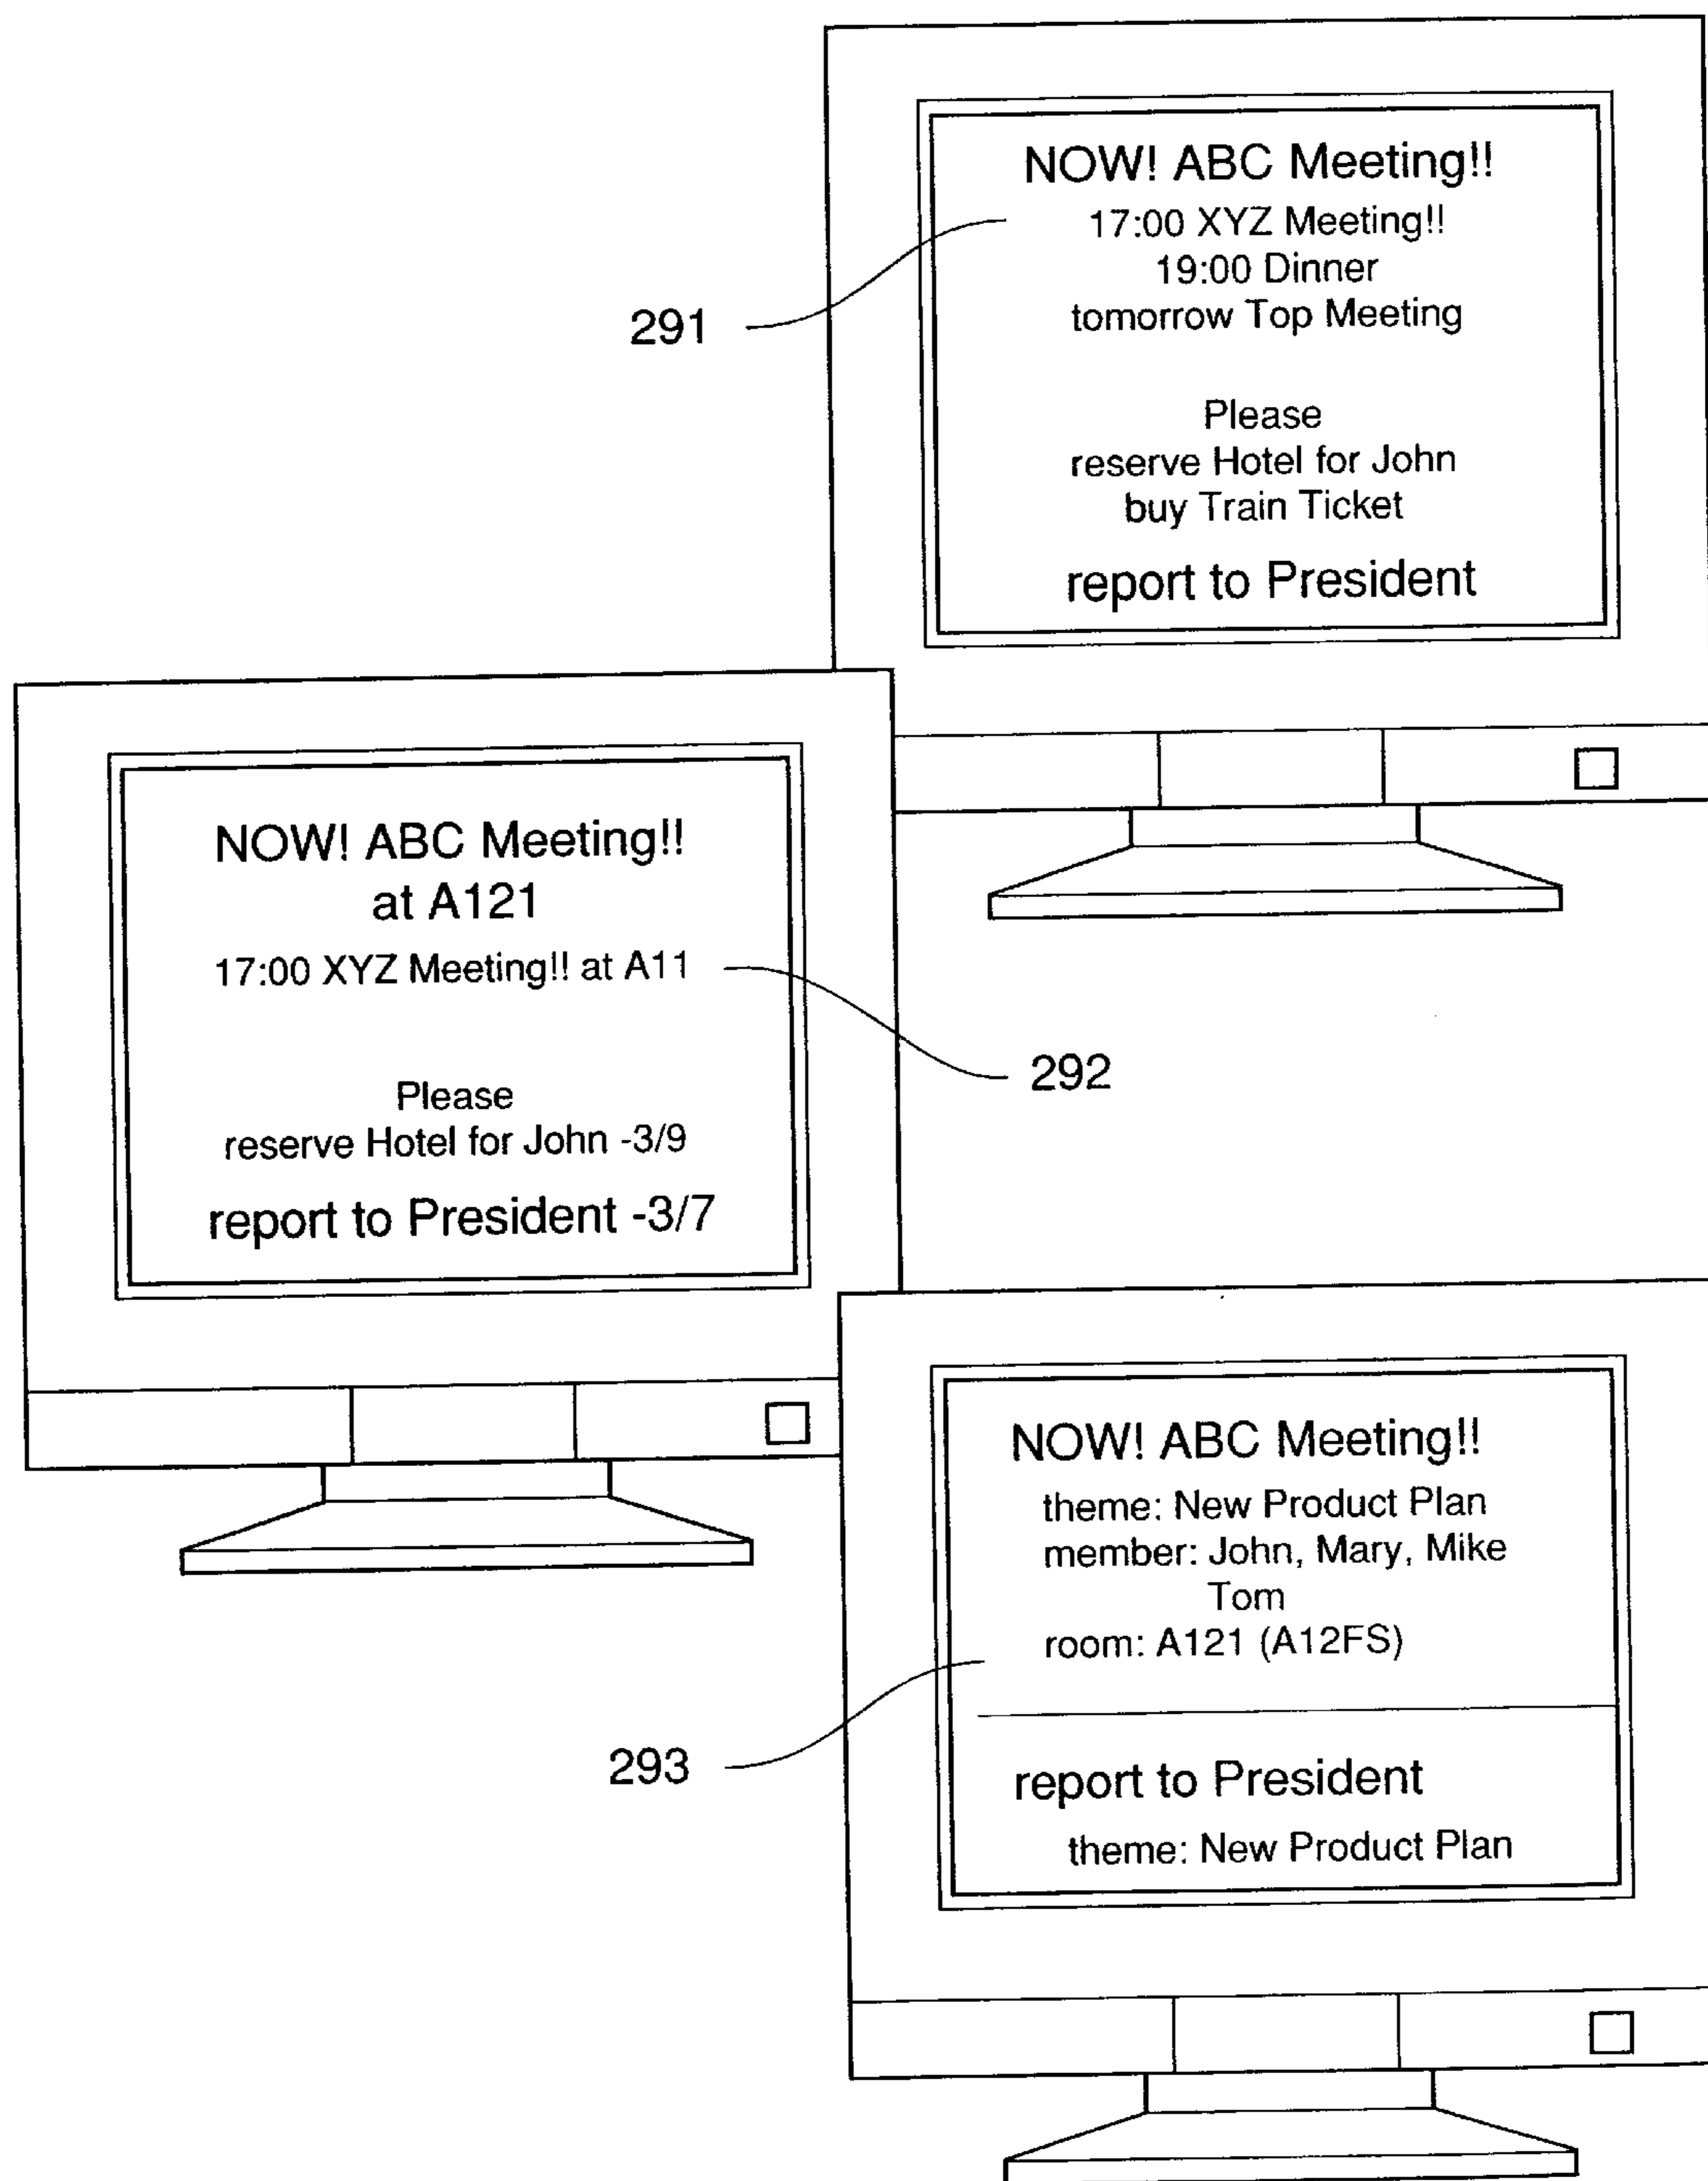 NOW! ABC Meeting!!
17:00 XYZ Meeting!!
19:00 Dinner
tomorrow Top Meeting
Please
reserve Hotel for John
buy Train Ticket
report to President
291
NOW! ABC Meeting!!
at A121
17:00 XYZ Meeting!! at A11
Please
reserve Hotel for John -3/9
report to President -3/7
292
NOW! ABC Meeting!!
theme: New Product Plan
member: John, Mary, Mike
Tom
room: A121 (A12FS)
report to President
theme: New Product Plan
293